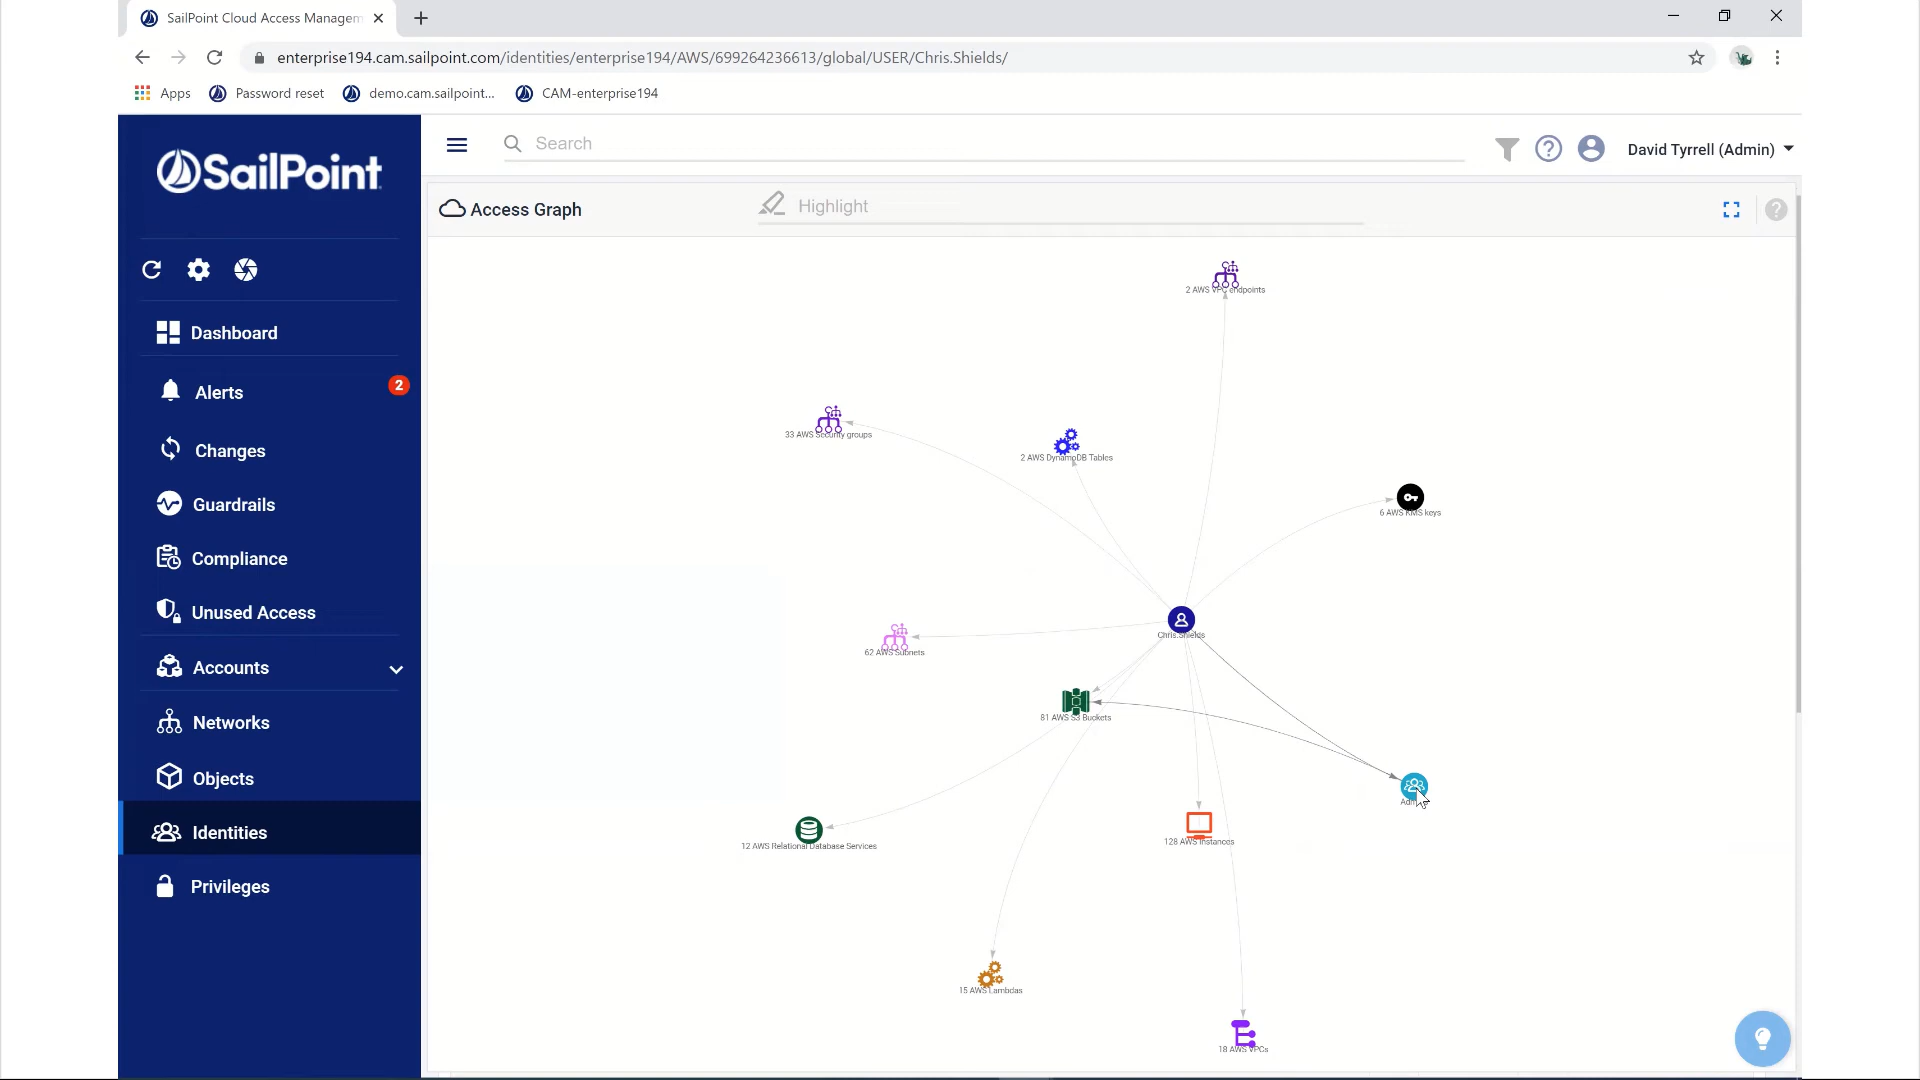 SailPoint Cloud Access Managem
enterprise194.cam.sailpoint.com/identities/enterprise194/AWS/699264236613/global/USER/Chris.Shields/
Apps
Password reset
demo.cam.sailpoint...
CAM-enterprise194
SailPoint
Search
David Tyrrell (Admin)
Access Graph
Highlight
Dashboard
Alerts
2
Changes
Guardrails
Compliance
Unused Access
Accounts
Networks
Objects
Identities
Privileges
2 AWS VPC endpoints
33 AWS Security groups
2 AWS DynamoDB Tables
6 AWS KMS keys
Chris.Shields
62 AWS Subnets
81 AWS S3 Buckets
12 AWS Relational Database Services
128 AWS Instances
15 AWS Lambdas
18 AWS VPCs